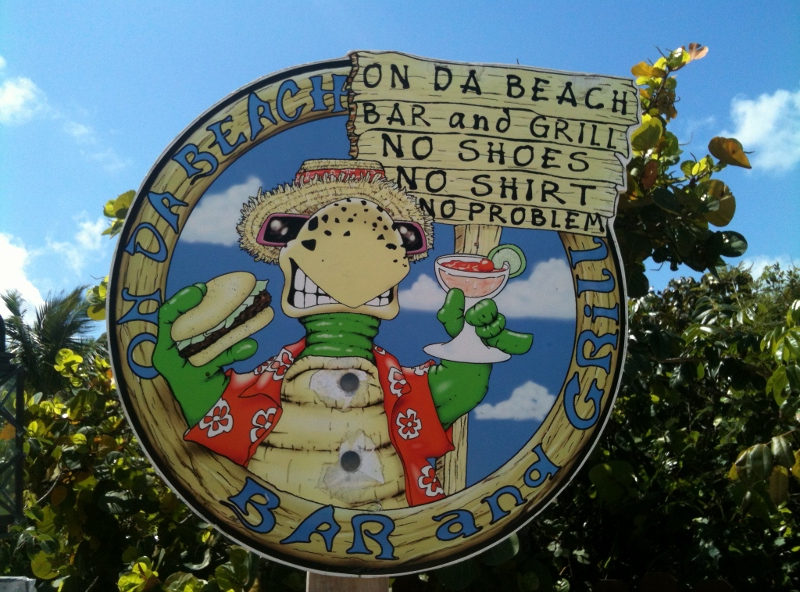 ON DA BEACH
BAR and GRILL
NO SHOES
NO SHIRT
NO PROBLEM
ON DA BEACH
BAR and GRILL